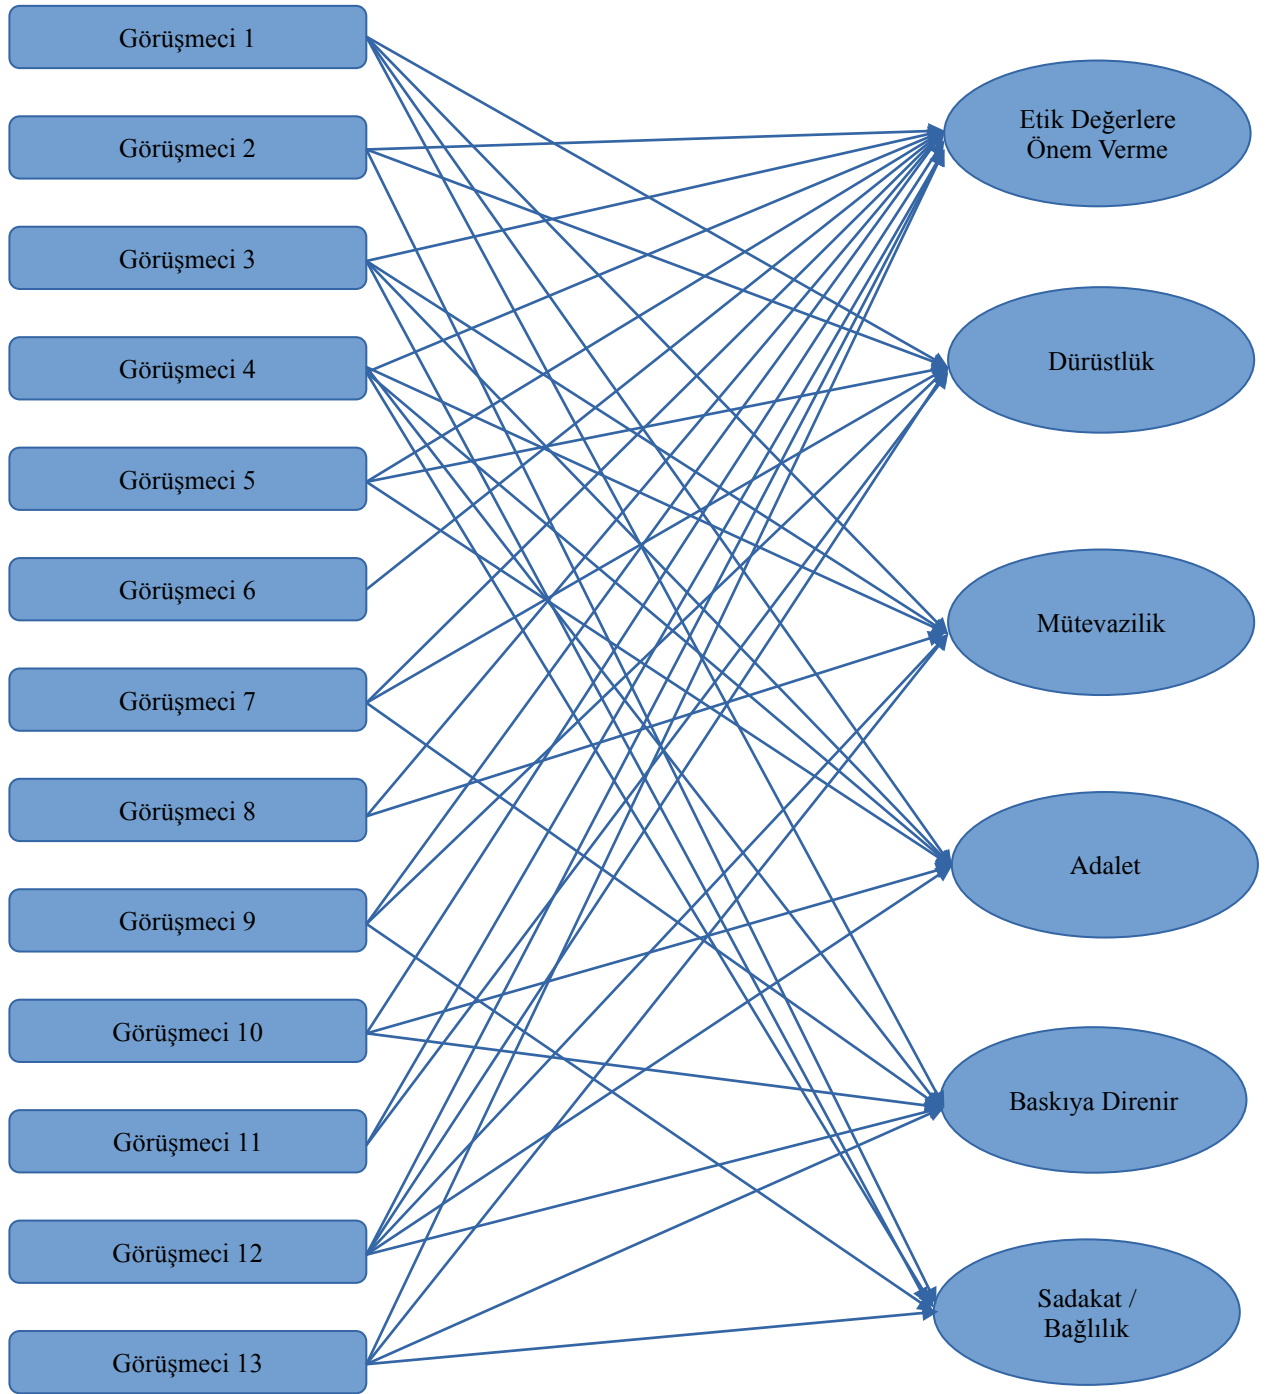 Görüşmeci 1
Görüşmeci 2
Görüşmeci 3
Görüşmeci 4
Görüşmeci 5
Görüşmeci 6
Görüşmeci 7
Görüşmeci 8
Görüşmeci 9
Görüşmeci 10
Görüşmeci 11
Görüşmeci 12
Görüşmeci 13
Etik Değerlere
Önem Verme
Dürüstlük
Mütevazilik
Adalet
Baskıya Direnir
Sadakat /
Bağlılık